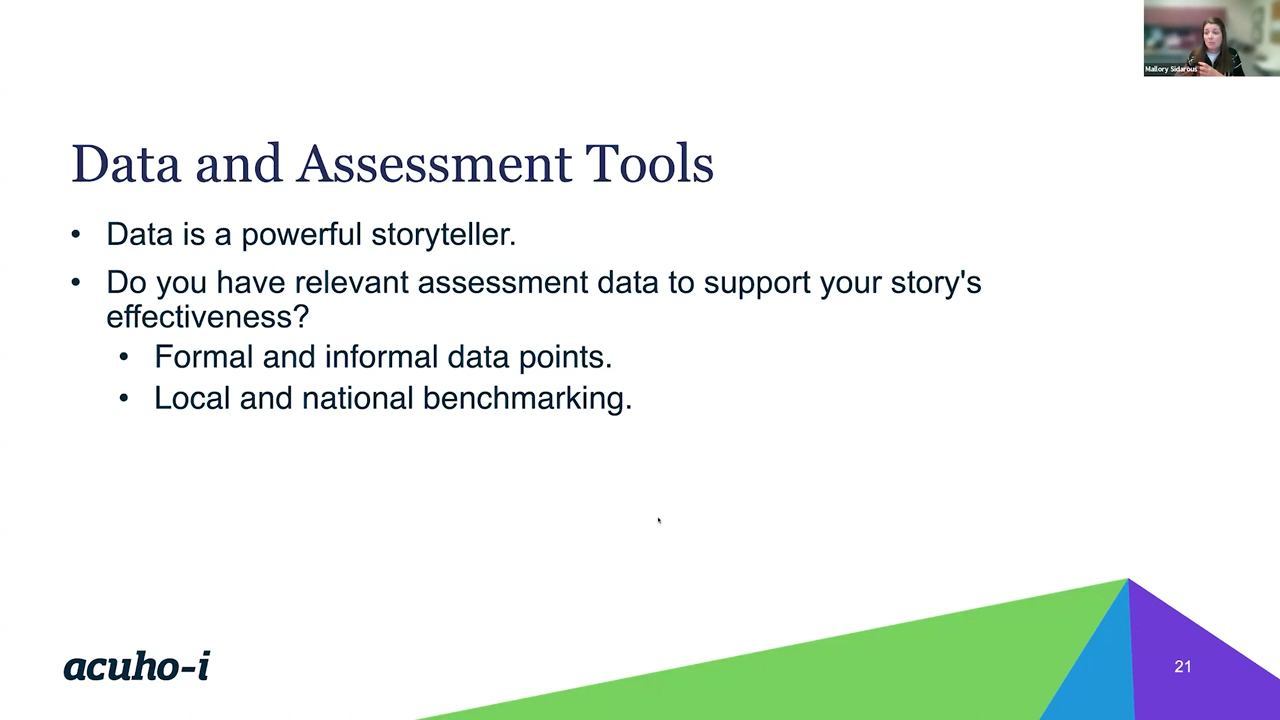 Mallory Sidarous
Data and Assessment Tools
• Data is a powerful storyteller.
• Do you have relevant assessment data to support your story's
effectiveness?
• Formal and informal data points.
• Local and national benchmarking.
acuho-i
21